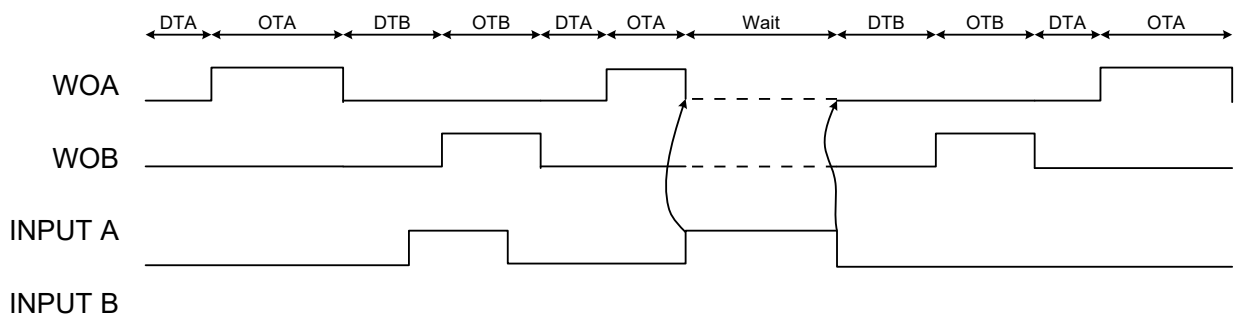 DTA OTA DTB OTB DTA OTA Wait DTB OTB DTA OTA
WOA
WOB
INPUT A
INPUT B